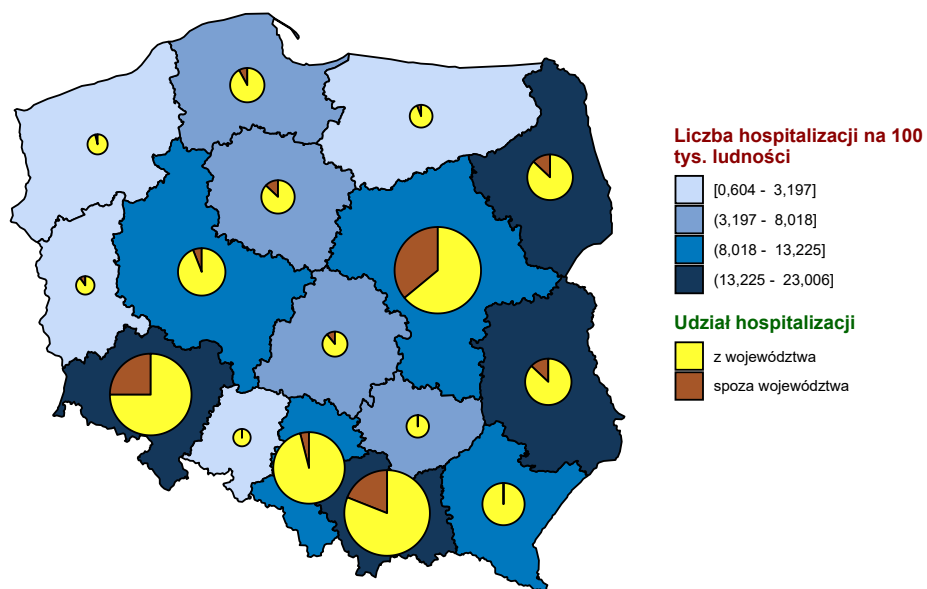 Liczba hospitalizacji na 100
tys. ludności
[0,604 - 3,197]
(3,197 - 8,018]
(8,018 - 13,225]
(13,225 - 23,006]
Udział hospitalizacji
z województwa
spoza województwa